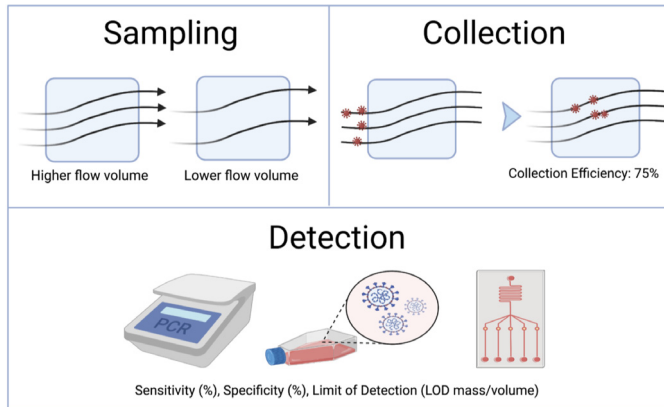 Sampling
Higher flow volume
Lower flow volume
Collection
Collection Efficiency: 75%
Detection
PCR
Sensitivity (%), Specificity (%), Limit of Detection (LOD mass/volume)